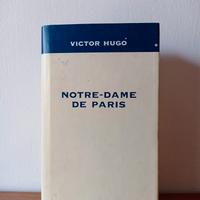 VICTOR HUGO
NOTRE-DAME
DE PARIS